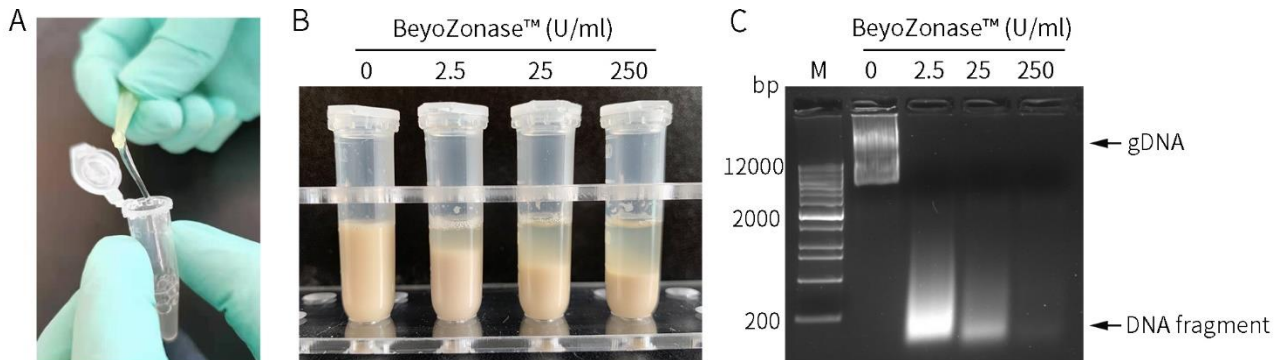 A
B
BeyoZonase™ (U/ml)
0 2.5 25 250
C
BeyoZonase™ (U/ml)
bp M 0 2.5 25 250
gDNA
12000
2000
200
DNA fragment